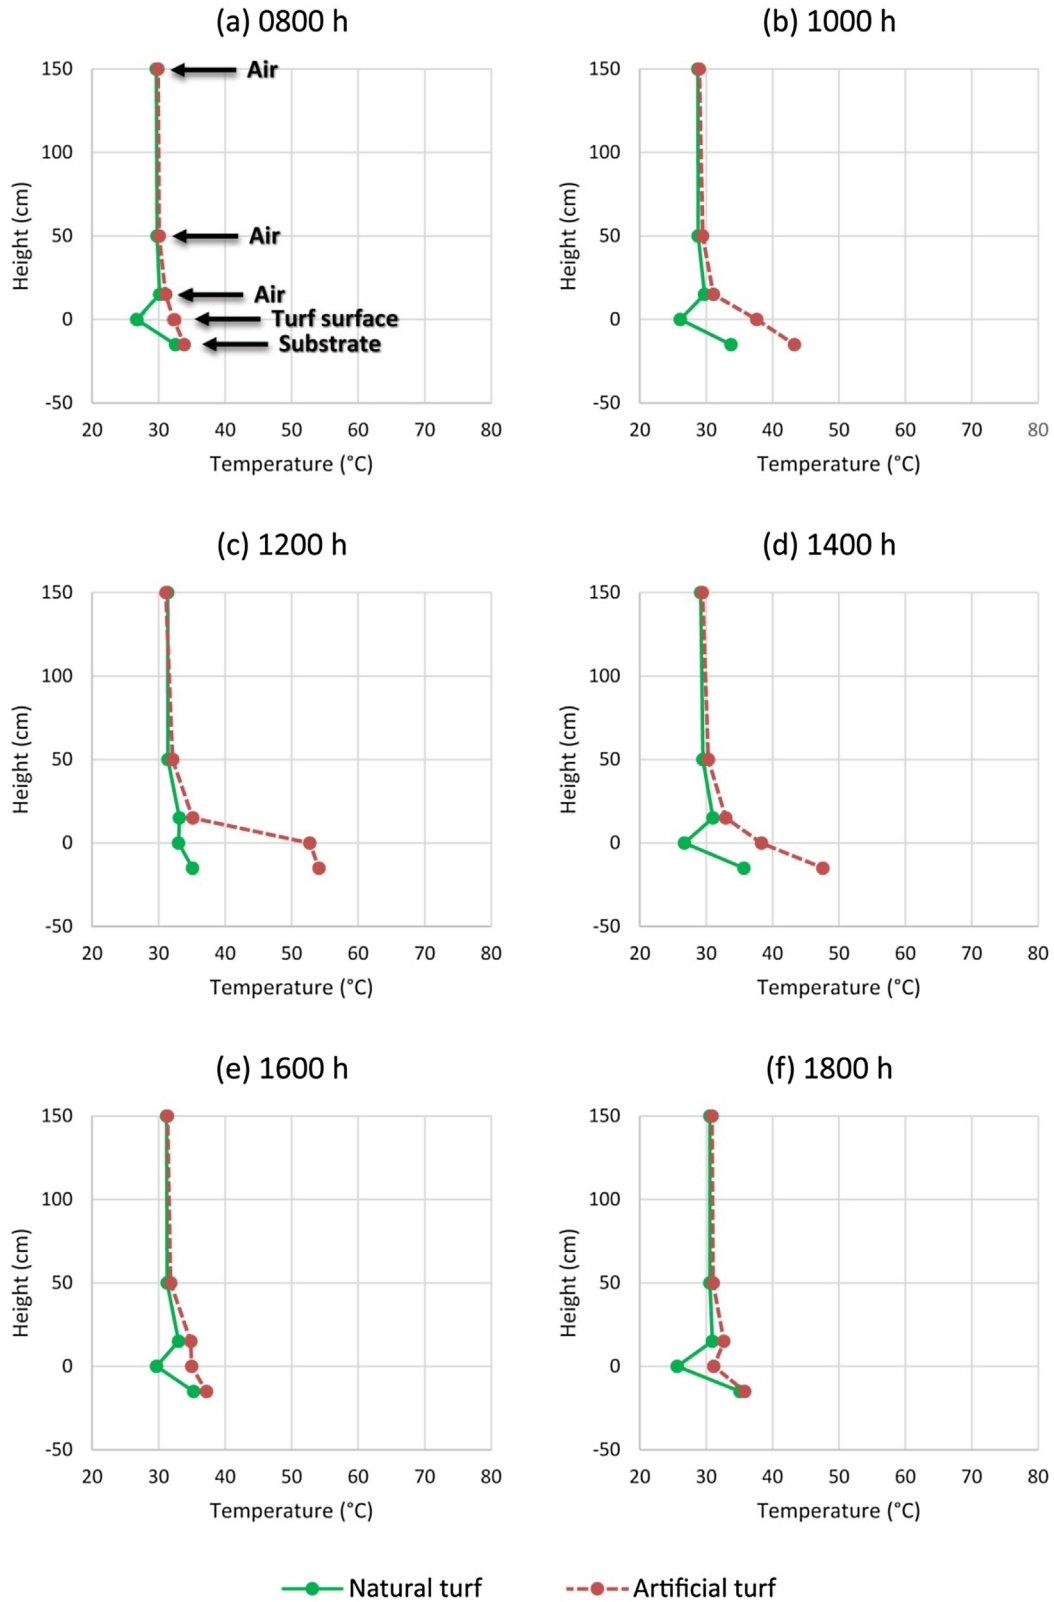 (a) 0800 h
150
100
50
0
-50
Height (cm)
Air
Air
Air
Turf surface
Substrate
20 30 40 50 60 70 80
Temperature (°C)
(b) 1000 h
150
100
50
0
-50
Height (cm)
20 30 40 50 60 70 80
Temperature (°C)
(c) 1200 h
150
100
50
0
-50
Height (cm)
20 30 40 50 60 70 80
Temperature (°C)
(d) 1400 h
150
100
50
0
-50
Height (cm)
20 30 40 50 60 70 80
Temperature (°C)
(e) 1600 h
150
100
50
0
-50
Height (cm)
20 30 40 50 60 70 80
Temperature (°C)
(f) 1800 h
150
100
50
0
-50
Height (cm)
20 30 40 50 60 70 80
Temperature (°C)
Natural turf
Artificial turf